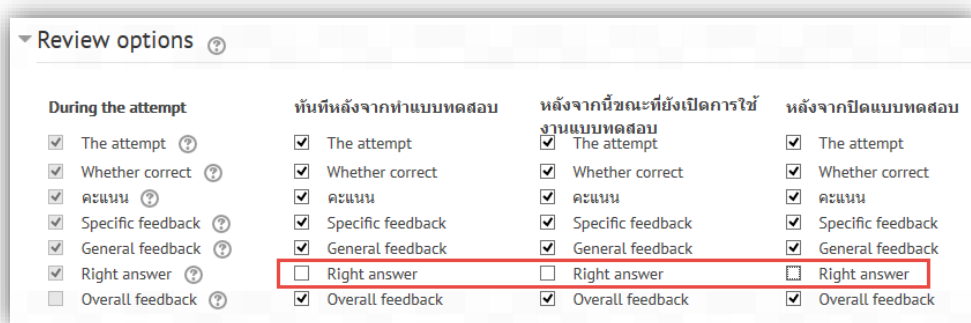 Review options
During the attempt
The attempt
Whether correct
คะแนน
Specific feedback
General feedback
Right answer
Overall feedback
ทันทีหลังจากทำแบบทดสอบ
The attempt
Whether correct
คะแนน
Specific feedback
General feedback
Right answer
Overall feedback
หลังจากนี้ขณะที่ยังเปิดการใช้
งานแบบทดสอบ
The attempt
Whether correct
คะแนน
Specific feedback
General feedback
Right answer
Overall feedback
หลังจากปิดแบบทดสอบ
The attempt
Whether correct
คะแนน
Specific feedback
General feedback
Right answer
Overall feedback